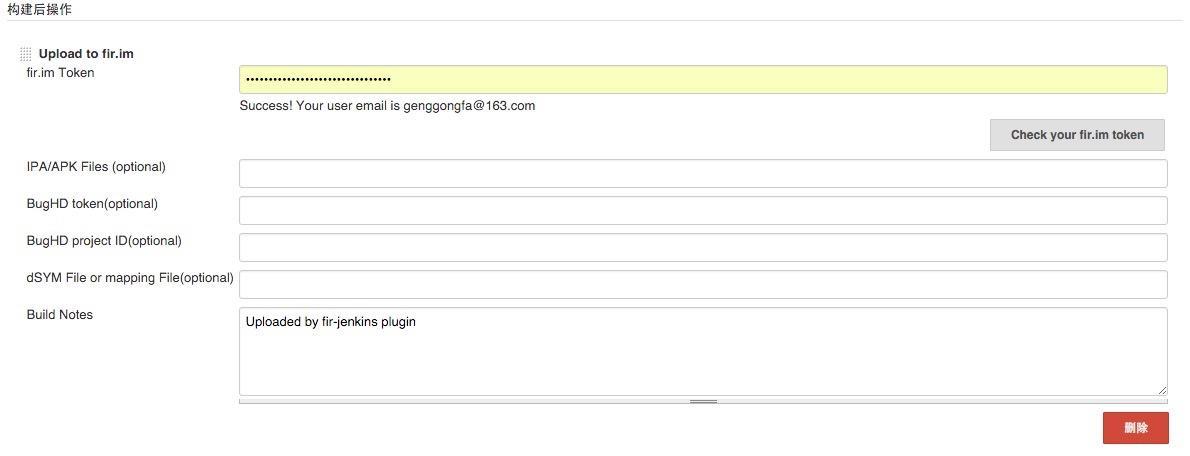 构建后操作
Upload to fir.im
fir.im Token
••••••••••••••••••••••••••••••••
Success! Your user email is genggongfa@163.com
Check your fir.im token
IPA/APK Files (optional)
BugHD token(optional)
BugHD project ID(optional)
dSYM File or mapping File(optional)
Build Notes
Uploaded by fir-jenkins plugin
删除